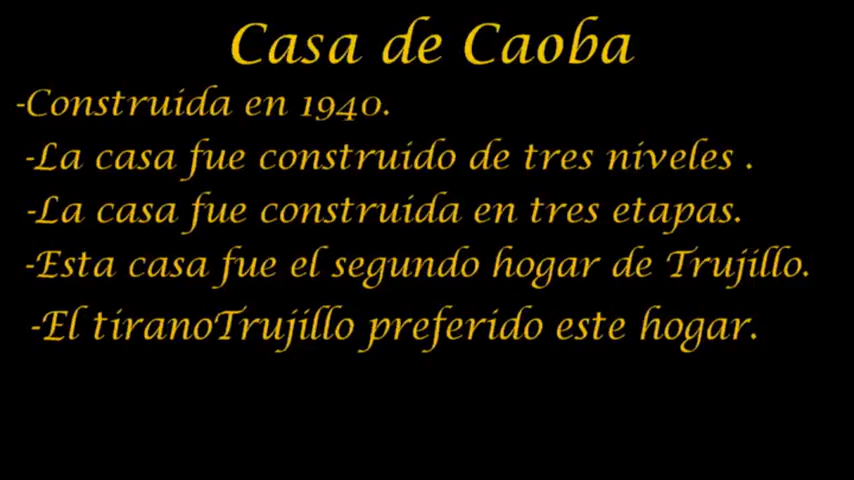 Casa de Caoba
-Construida en 1940.
-La casa fue construido de tres niveles .
-La casa fue construida en tres etapas.
-Esta casa fue el segundo hogar de Trujillo.
-El tiranoTrujillo preferido este hogar.